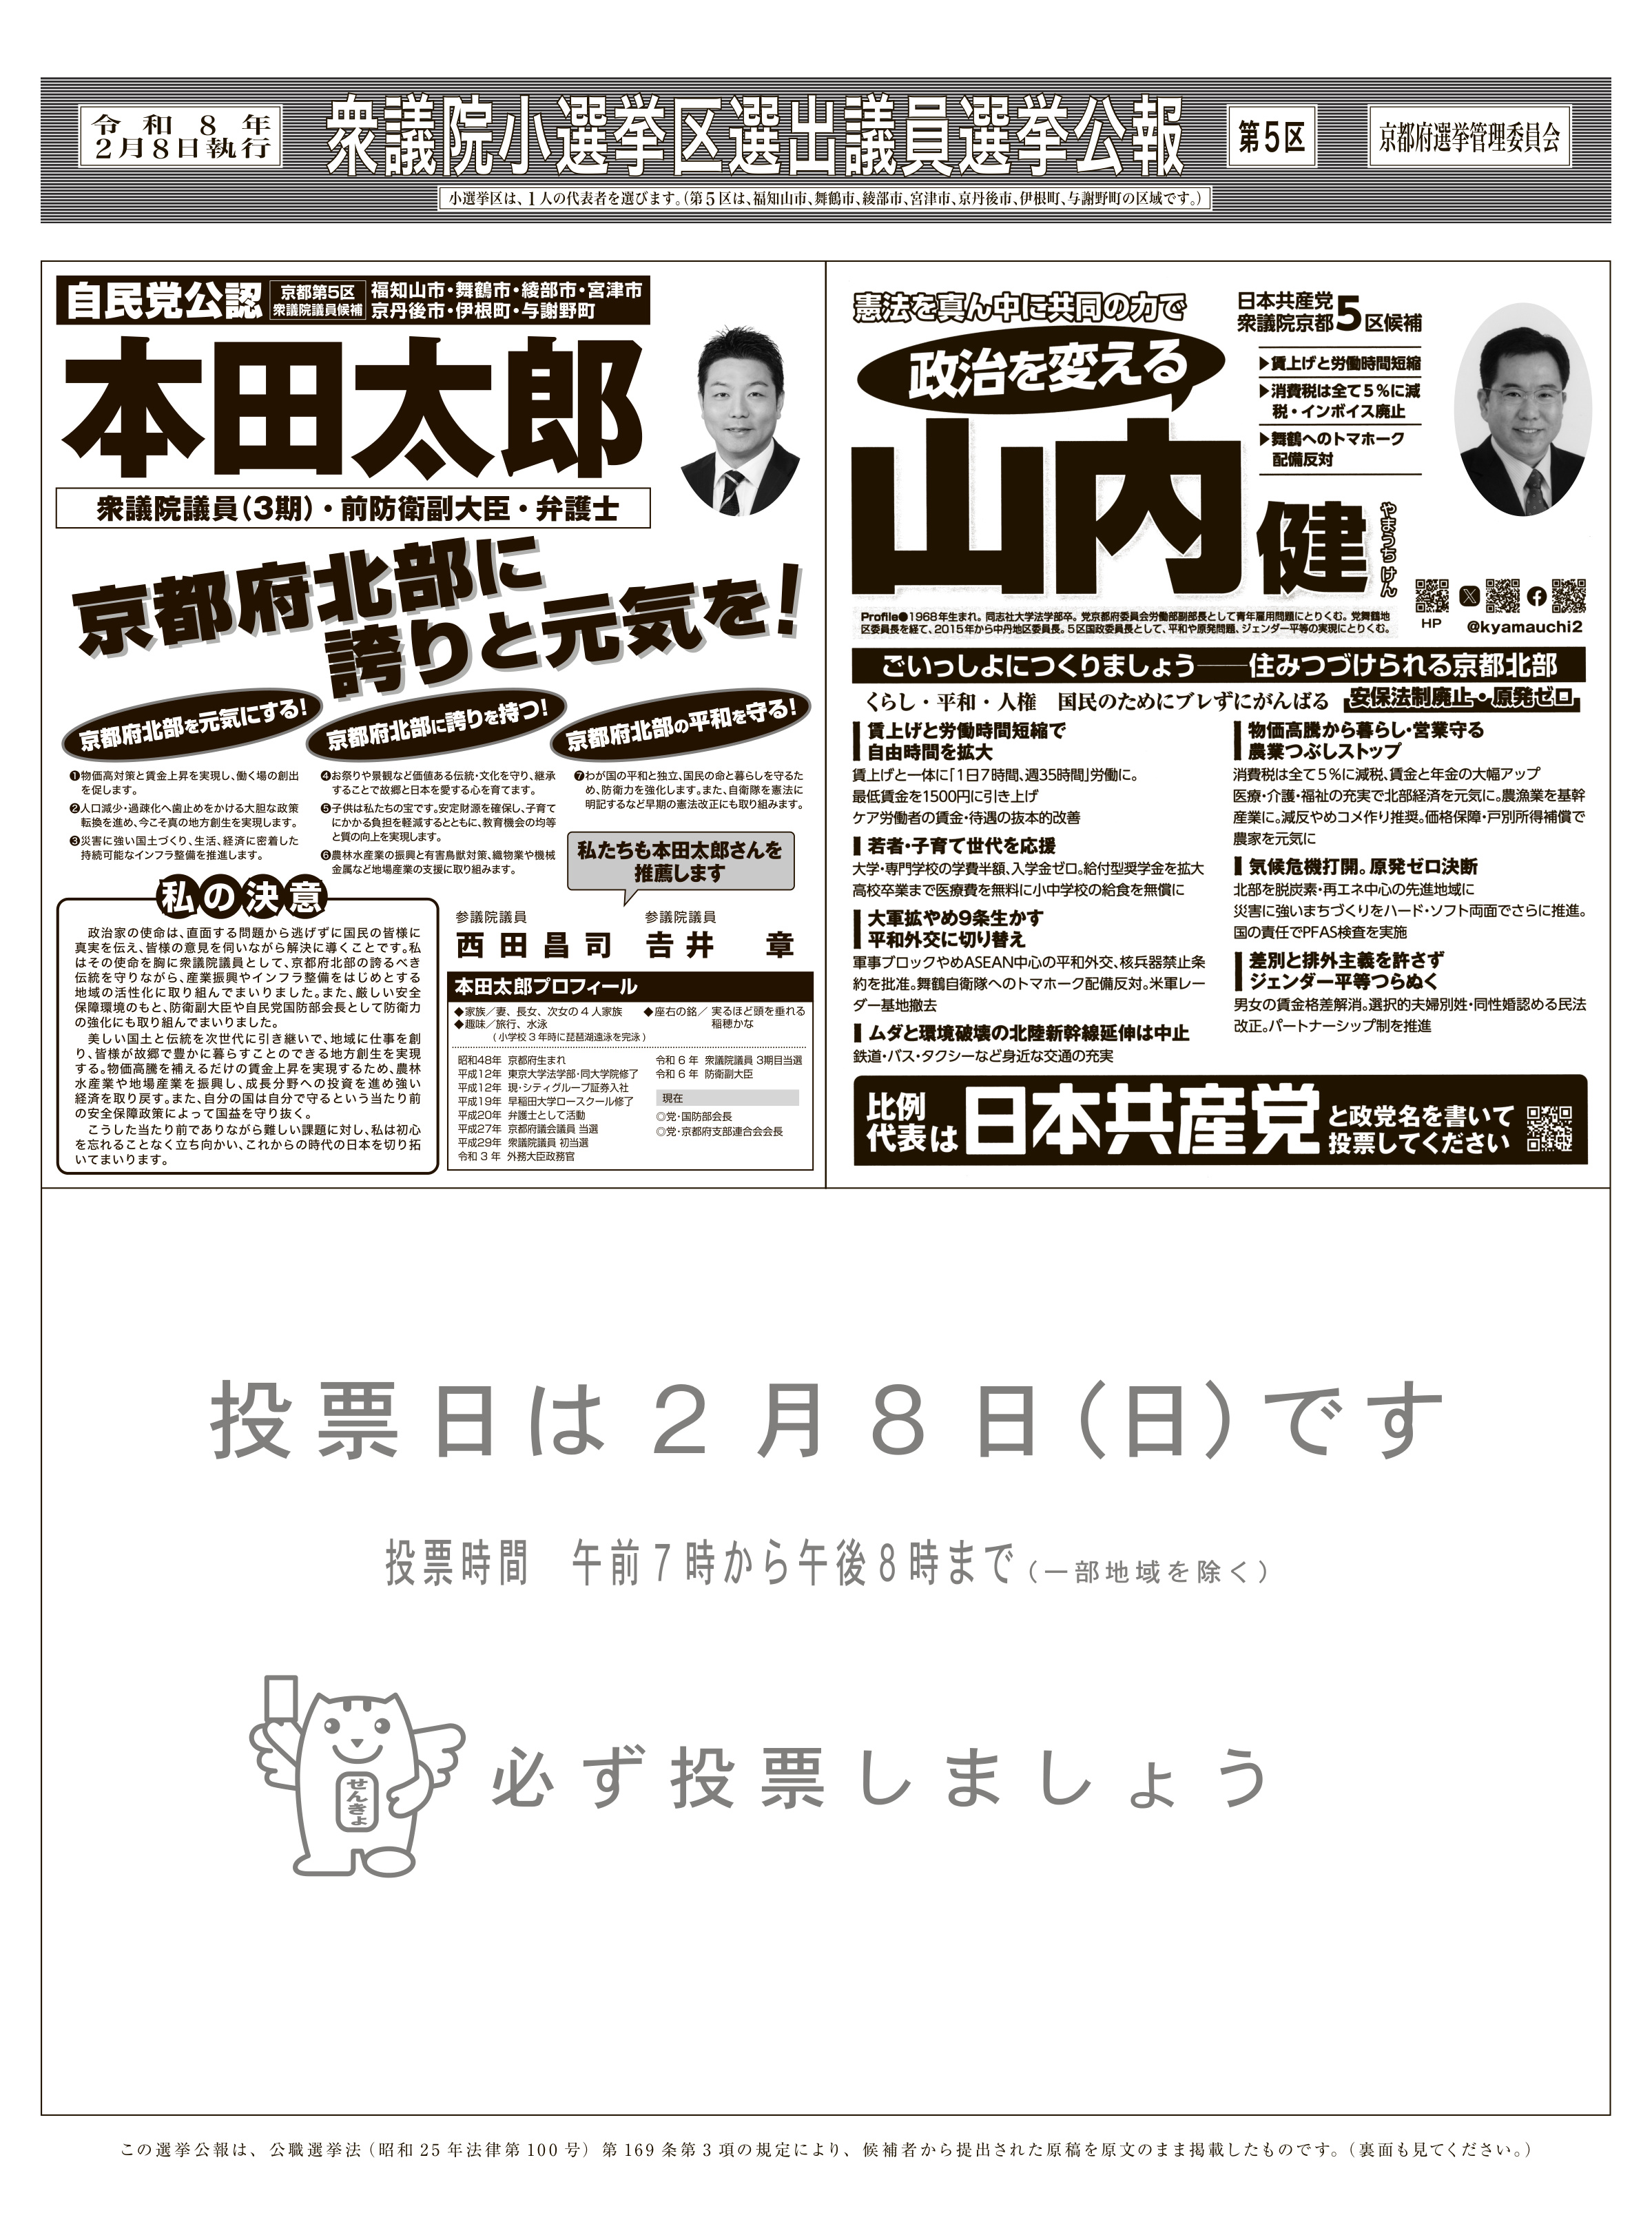 令和8年
2月8日執行
衆議院小選挙区選出議員選挙公報
第5区
京都府選挙管理委員会
小選挙区は、1人の代表者を選びます。(第5区は、福知山市、舞鶴市、綾部市、宮津市、京丹後市、伊根町、与謝野町の区域です。)
自民党公認
京都第5区
衆議院議員候補
福知山市・舞鶴市・綾部市・宮津市
京丹後市・伊根町・与謝野町
本田太郎
衆議院議員(3期)・前防衛副大臣・弁護士
京都府北部に
誇りと元気を!
京都府北部を元気にする!
❶物価高対策と賃金上昇を実現し、働く場の創出
を促します。
❷人口減少・過疎化へ歯止めをかける大胆な政策
転換を進め、今こそ真の地方創生を実現します。
❸災害に強い国土づくり、生活、経済に密着した
持続可能なインフラ整備を推進します。
京都府北部に誇りを持つ!
❹お祭りや景観など価値ある伝統・文化を守り、継承
することで故郷と日本を愛する心を育てます。
❺子供は私たちの宝です。安定財源を確保し、子育て
にかかる負担を軽減するとともに、教育機会の均等
と質の向上を実現します。
❻農林水産業の振興と有害鳥獣対策、織物業や機械
金属など地場産業の支援に取り組みます。
京都府北部の平和を守る!
❼わが国の平和と独立、国民の命と暮らしを守るた
め、防衛力を強化します。また、自衛隊を憲法に
明記するなど早期の憲法改正にも取り組みます。
私たちも本田太郎さんを
推薦します
参議院議員
西田昌司
参議院議員
吉井 章
私の決意
政治家の使命は、直面する問題から逃げずに国民の皆様に
真実を伝え、皆様の意見を伺いながら解決に導くことです。私
はその使命を胸に衆議院議員として、京都府北部の誇るべき
伝統を守りながら、産業振興やインフラ整備をはじめとする
地域の活性化に取り組んでまいりました。また、厳しい安全
保障環境のもと、防衛副大臣や自民党国防部会長として防衛力
の強化にも取り組んでまいりました。
美しい国土と伝統を次世代に引き継いで、地域に仕事を創
り、皆様が故郷で豊かに暮らすことのできる地方創生を実現
する。物価高騰を補えるだけの賃金上昇を実現するため、農林
水産業や地場産業を振興し、成長分野への投資を進め強い
経済を取り戻す。また、自分の国は自分で守るという当たり前
の安全保障政策によって国益を守り抜く。
こうした当たり前でありながら難しい課題に対し、私は初心
を忘れることなく立ち向かい、これからの時代の日本を切り拓
いてまいります。
本田太郎プロフィール
◆家族/妻、長女、次女の4人家族
◆趣味/旅行、水泳
(小学校3年時に琵琶湖遠泳を完泳)
◆座右の銘/実るほど頭を垂れる
稲穂かな
昭和48年 京都府生まれ
平成12年 東京大学法学部・同大学院修了
平成12年 現・シティグループ証券入社
平成19年 早稲田大学ロースクール修了
平成20年 弁護士として活動
平成27年 京都府議会議員 当選
平成29年 衆議院議員 初当選
令和3年 外務大臣政務官
令和6年 衆議院議員 3期目当選
令和6年 防衛副大臣
現在
◎党・国防部会長
◎党・京都府支部連合会会長
憲法を真ん中に共同の力で
政治を変える
日本共産党
衆議院京都5区候補
▶賃上げと労働時間短縮
▶消費税は全て5%に減
税・インボイス廃止
▶舞鶴へのトマホーク
配備反対
山内健
やまうち けん
Profile●1968年生まれ。同志社大学法学部卒。党京都府委員会労働部副部長として青年雇用問題にとりくむ。党舞鶴地
区委員長を経て、2015年から中丹地区委員長。5区国政委員長として、平和や原発問題、ジェンダー平等の実現にとりくむ。
HP
@kyamauchi2
ごいっしょにつくりましょう――住みつづけられる京都北部
くらし・平和・人権 国民のためにブレずにがんばる 安保法制廃止・原発ゼロ
賃上げと労働時間短縮で
自由時間を拡大
賃上げと一体に「1日7時間、週35時間」労働に。
最低賃金を1500円に引き上げ
ケア労働者の賃金・待遇の抜本的改善
若者・子育て世代を応援
大学・専門学校の学費半額、入学金ゼロ。給付型奨学金を拡大
高校卒業まで医療費を無料に小中学校の給食を無償に
大軍拡やめ9条生かす
平和外交に切り替え
軍事ブロックやめASEAN中心の平和外交、核兵器禁止条
約を批准。舞鶴自衛隊へのトマホーク配備反対。米軍レー
ダー基地撤去
ムダと環境破壊の北陸新幹線延伸は中止
鉄道・バス・タクシーなど身近な交通の充実
物価高騰から暮らし・営業守る
農業つぶしストップ
消費税は全て5%に減税、賃金と年金の大幅アップ
医療・介護・福祉の充実で北部経済を元気に。農漁業を基幹
産業に。減反やめコメ作り推奨。価格保障・戸別所得補償で
農家を元気に
気候危機打開。原発ゼロ決断
北部を脱炭素・再エネ中心の先進地域に
災害に強いまちづくりをハード・ソフト両面でさらに推進。
国の責任でPFAS検査を実施
差別と排外主義を許さず
ジェンダー平等つらぬく
男女の賃金格差解消。選択的夫婦別姓・同性婚認める民法
改正。パートナーシップ制を推進
比例
代表は
日本共産党
と政党名を書いて
投票してください
投票日は2月8日(日)です
投票時間 午前7時から午後8時まで(一部地域を除く)
せんきょ
必ず投票しましょう
この選挙公報は、公職選挙法(昭和25年法律第100号)第169条第3項の規定により、候補者から提出された原稿を原文のまま掲載したものです。(裏面も見てください。)